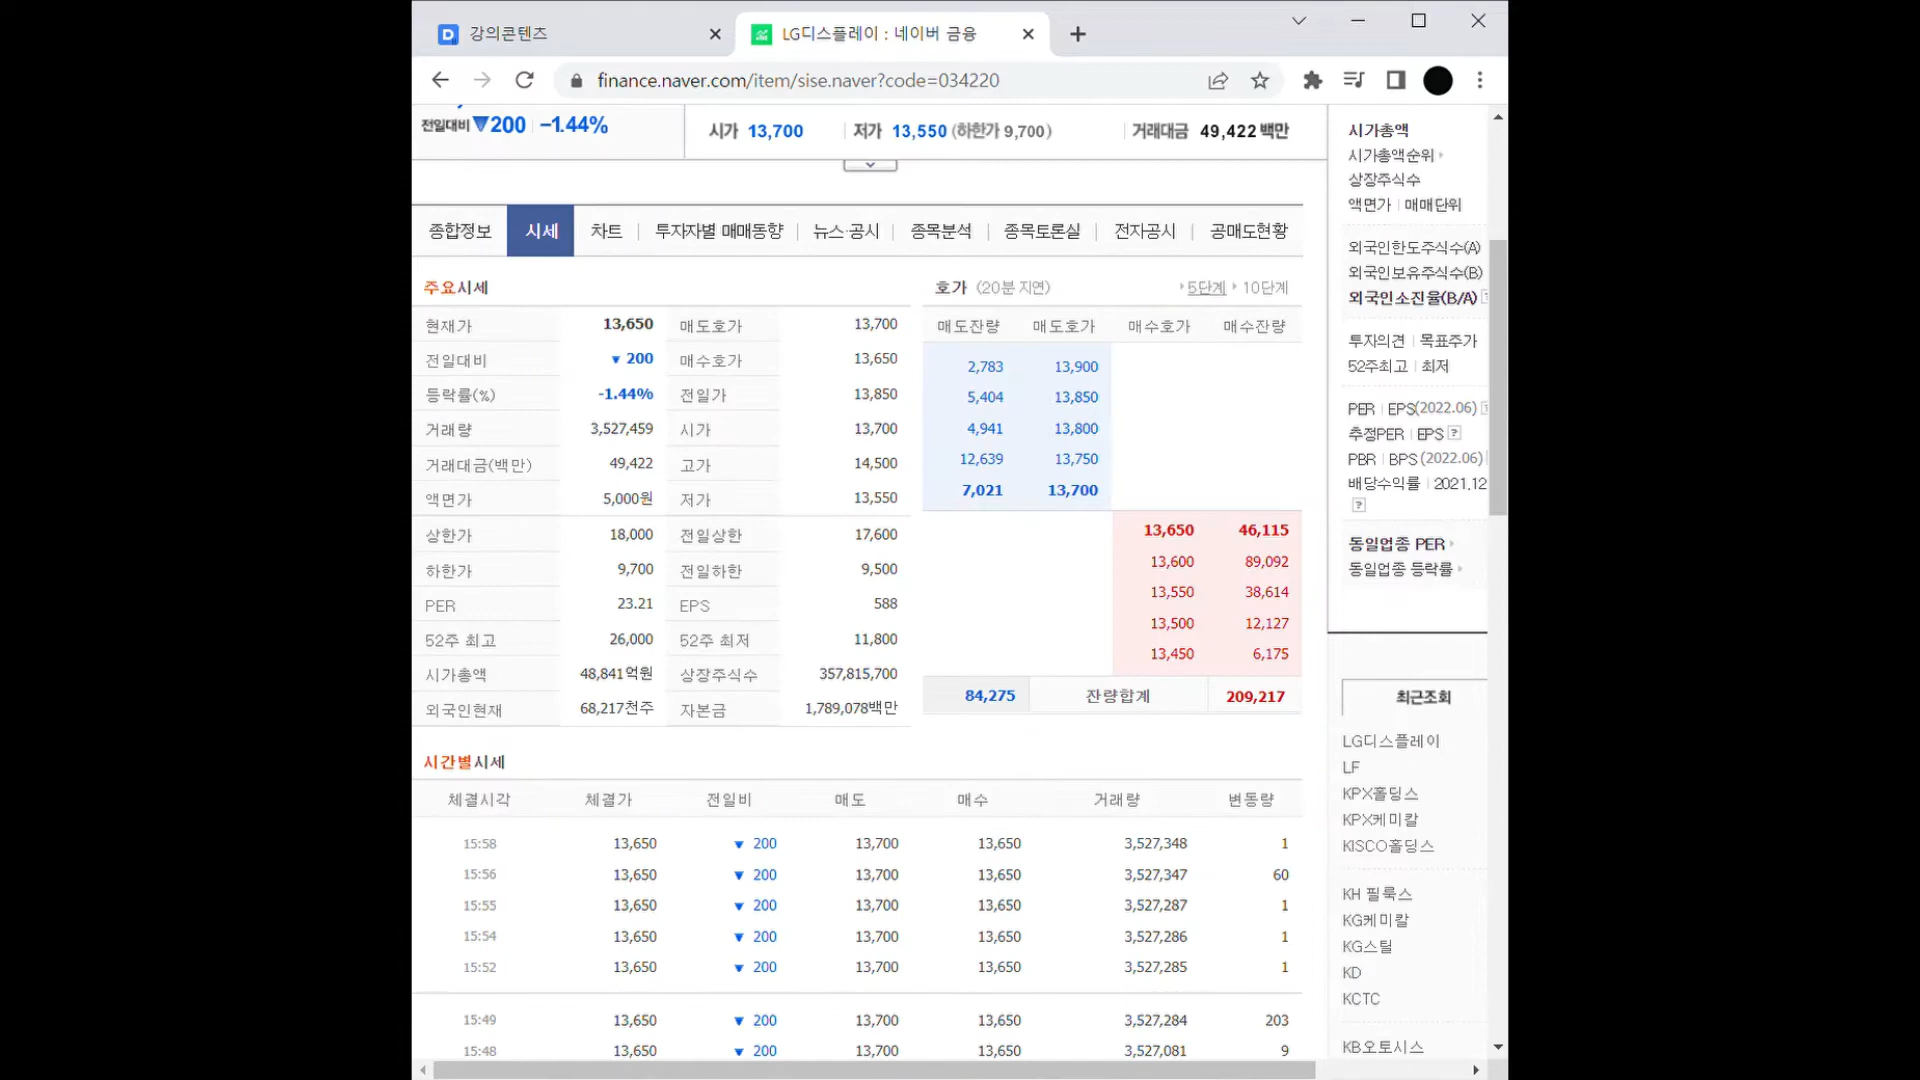 강의콘텐츠
LG디스플레이 : 네이버 금융
finance.naver.com/item/sise.naver?code=034220
전일대비 ▼200 −1.44%
시가 13,700 저가 13,550 (하한가 9,700) 거래대금 49,422 백만
종합정보 시세 차트 투자자별 매매동향 뉴스·공시 종목분석 종목토론실 전자공시 공매도현황
주요시세
현재가 13,650 매도호가 13,700
전일대비 ▼ 200 매수호가 13,650
등락률(%) -1.44% 전일가 13,850
거래량 3,527,459 시가 13,700
거래대금(백만) 49,422 고가 14,500
액면가 5,000원 저가 13,550
상한가 18,000 전일상한 17,600
하한가 9,700 전일하한 9,500
PER 23.21 EPS 588
52주 최고 26,000 52주 최저 11,800
시가총액 48,841억원 상장주식수 357,815,700
외국인현재 68,217천주 자본금 1,789,078백만
호가 (20분 지연) 5단계 10단계
매도잔량 매도호가 매수호가 매수잔량
2,783 13,900
5,404 13,850
4,941 13,800
12,639 13,750
7,021 13,700
13,650 46,115
13,600 89,092
13,550 38,614
13,500 12,127
13,450 6,175
84,275 잔량합계 209,217
시간별시세
체결시각 체결가 전일비 매도 매수 거래량 변동량
15:58 13,650 ▼ 200 13,700 13,650 3,527,348 1
15:56 13,650 ▼ 200 13,700 13,650 3,527,347 60
15:55 13,650 ▼ 200 13,700 13,650 3,527,287 1
15:54 13,650 ▼ 200 13,700 13,650 3,527,286 1
15:52 13,650 ▼ 200 13,700 13,650 3,527,285 1
15:49 13,650 ▼ 200 13,700 13,650 3,527,284 203
15:48 13,650 ▼ 200 13,700 13,650 3,527,081 9
시가총액
시가총액순위
상장주식수
액면가 매매단위
외국인한도주식수(A)
외국인보유주식수(B)
외국인소진율(B/A) ?
투자의견 목표주가
52주최고 최저
PER EPS(2022.06) ?
추정PER EPS ?
PBR BPS (2022.06)
배당수익률 2021.12
?
동일업종 PER
동일업종 등락률
최근조회
LG디스플레이
LF
KPX홀딩스
KPX케미칼
KISCO홀딩스
KH 필룩스
KG케미칼
KG스틸
KD
KCTC
KB오토시스